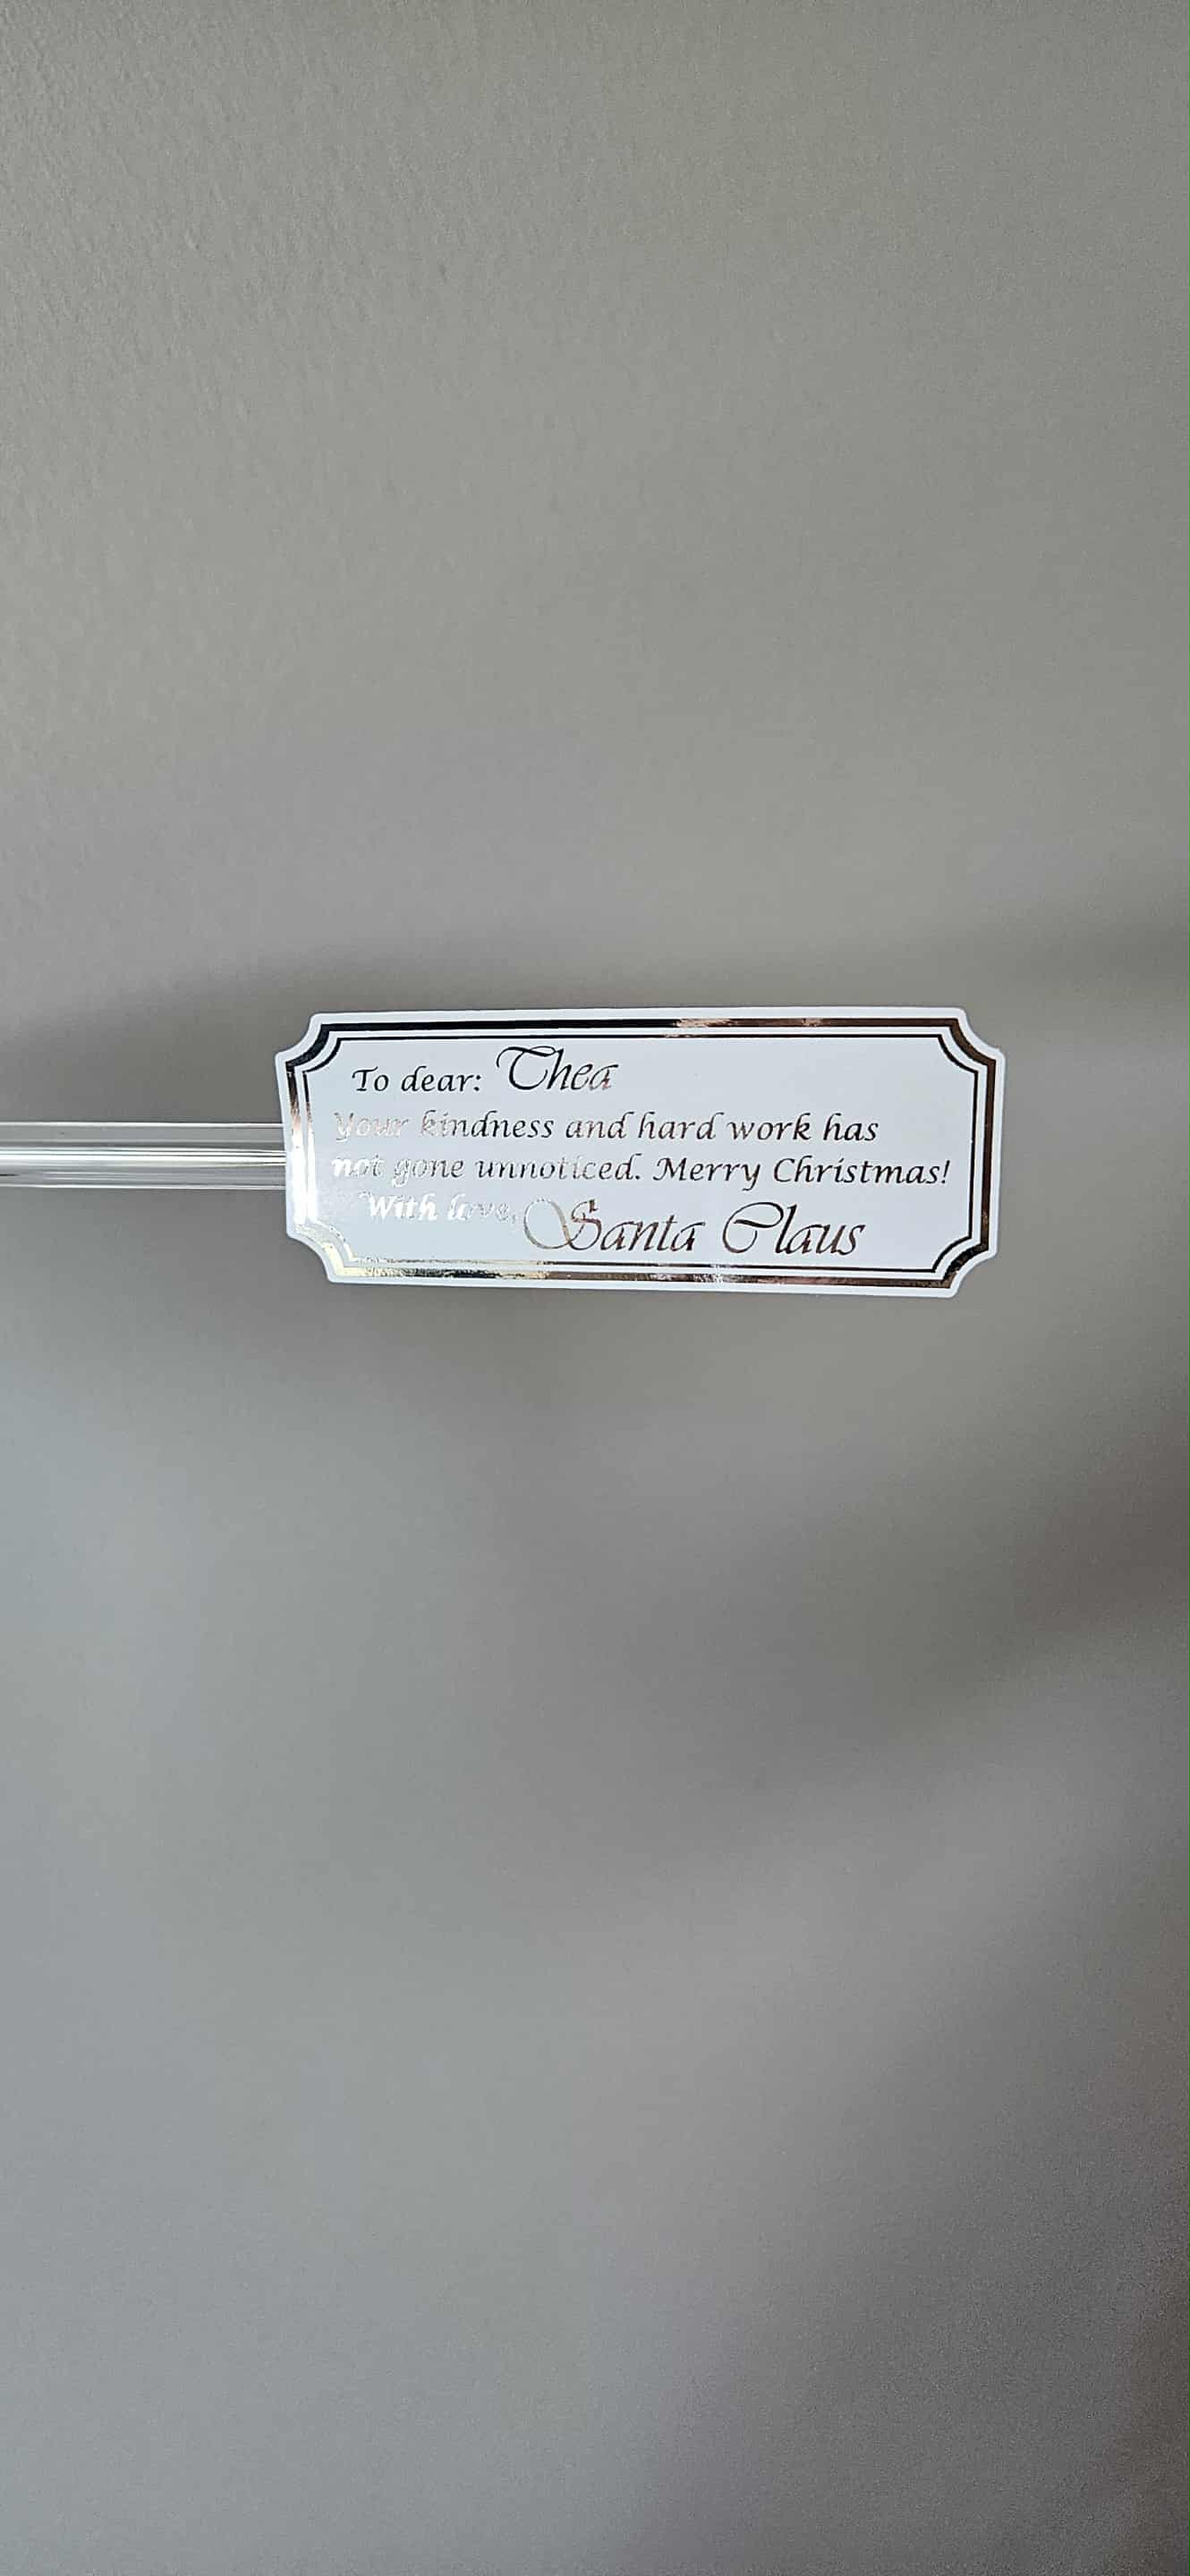 To dear: Thea
Your kindness and hard work has
not gone unnoticed. Merry Christmas!
With love, Santa Claus